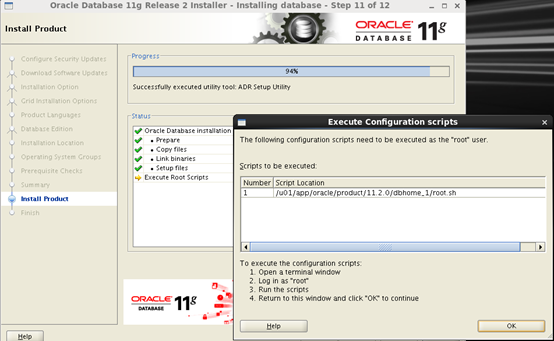 Oracle Database 11g Release 2 Installer - Installing database - Step 11 of 12
Install Product
ORACLE 11g
DATABASE
Configure Security Updates
Download Software Updates
Installation Option
Grid Installation Options
Product Languages
Database Edition
Installation Location
Operating System Groups
Prerequisite Checks
Summary
Install Product
Finish
Progress
94%
Successfully executed utility tool: ADR Setup Utility
Status
Oracle Database installation
• Prepare
• Copy files
• Link binaries
• Setup files
Execute Root Scripts
ORACLE 11g
DATABASE
Help
Execute Configuration scripts
The following configuration scripts need to be executed as the "root" user.
Scripts to be executed:
Number Script Location
1 /u01/app/oracle/product/11.2.0/dbhome_1/root.sh
To execute the configuration scripts:
1. Open a terminal window
2. Log in as "root"
3. Run the scripts
4. Return to this window and click "OK" to continue
Help
OK